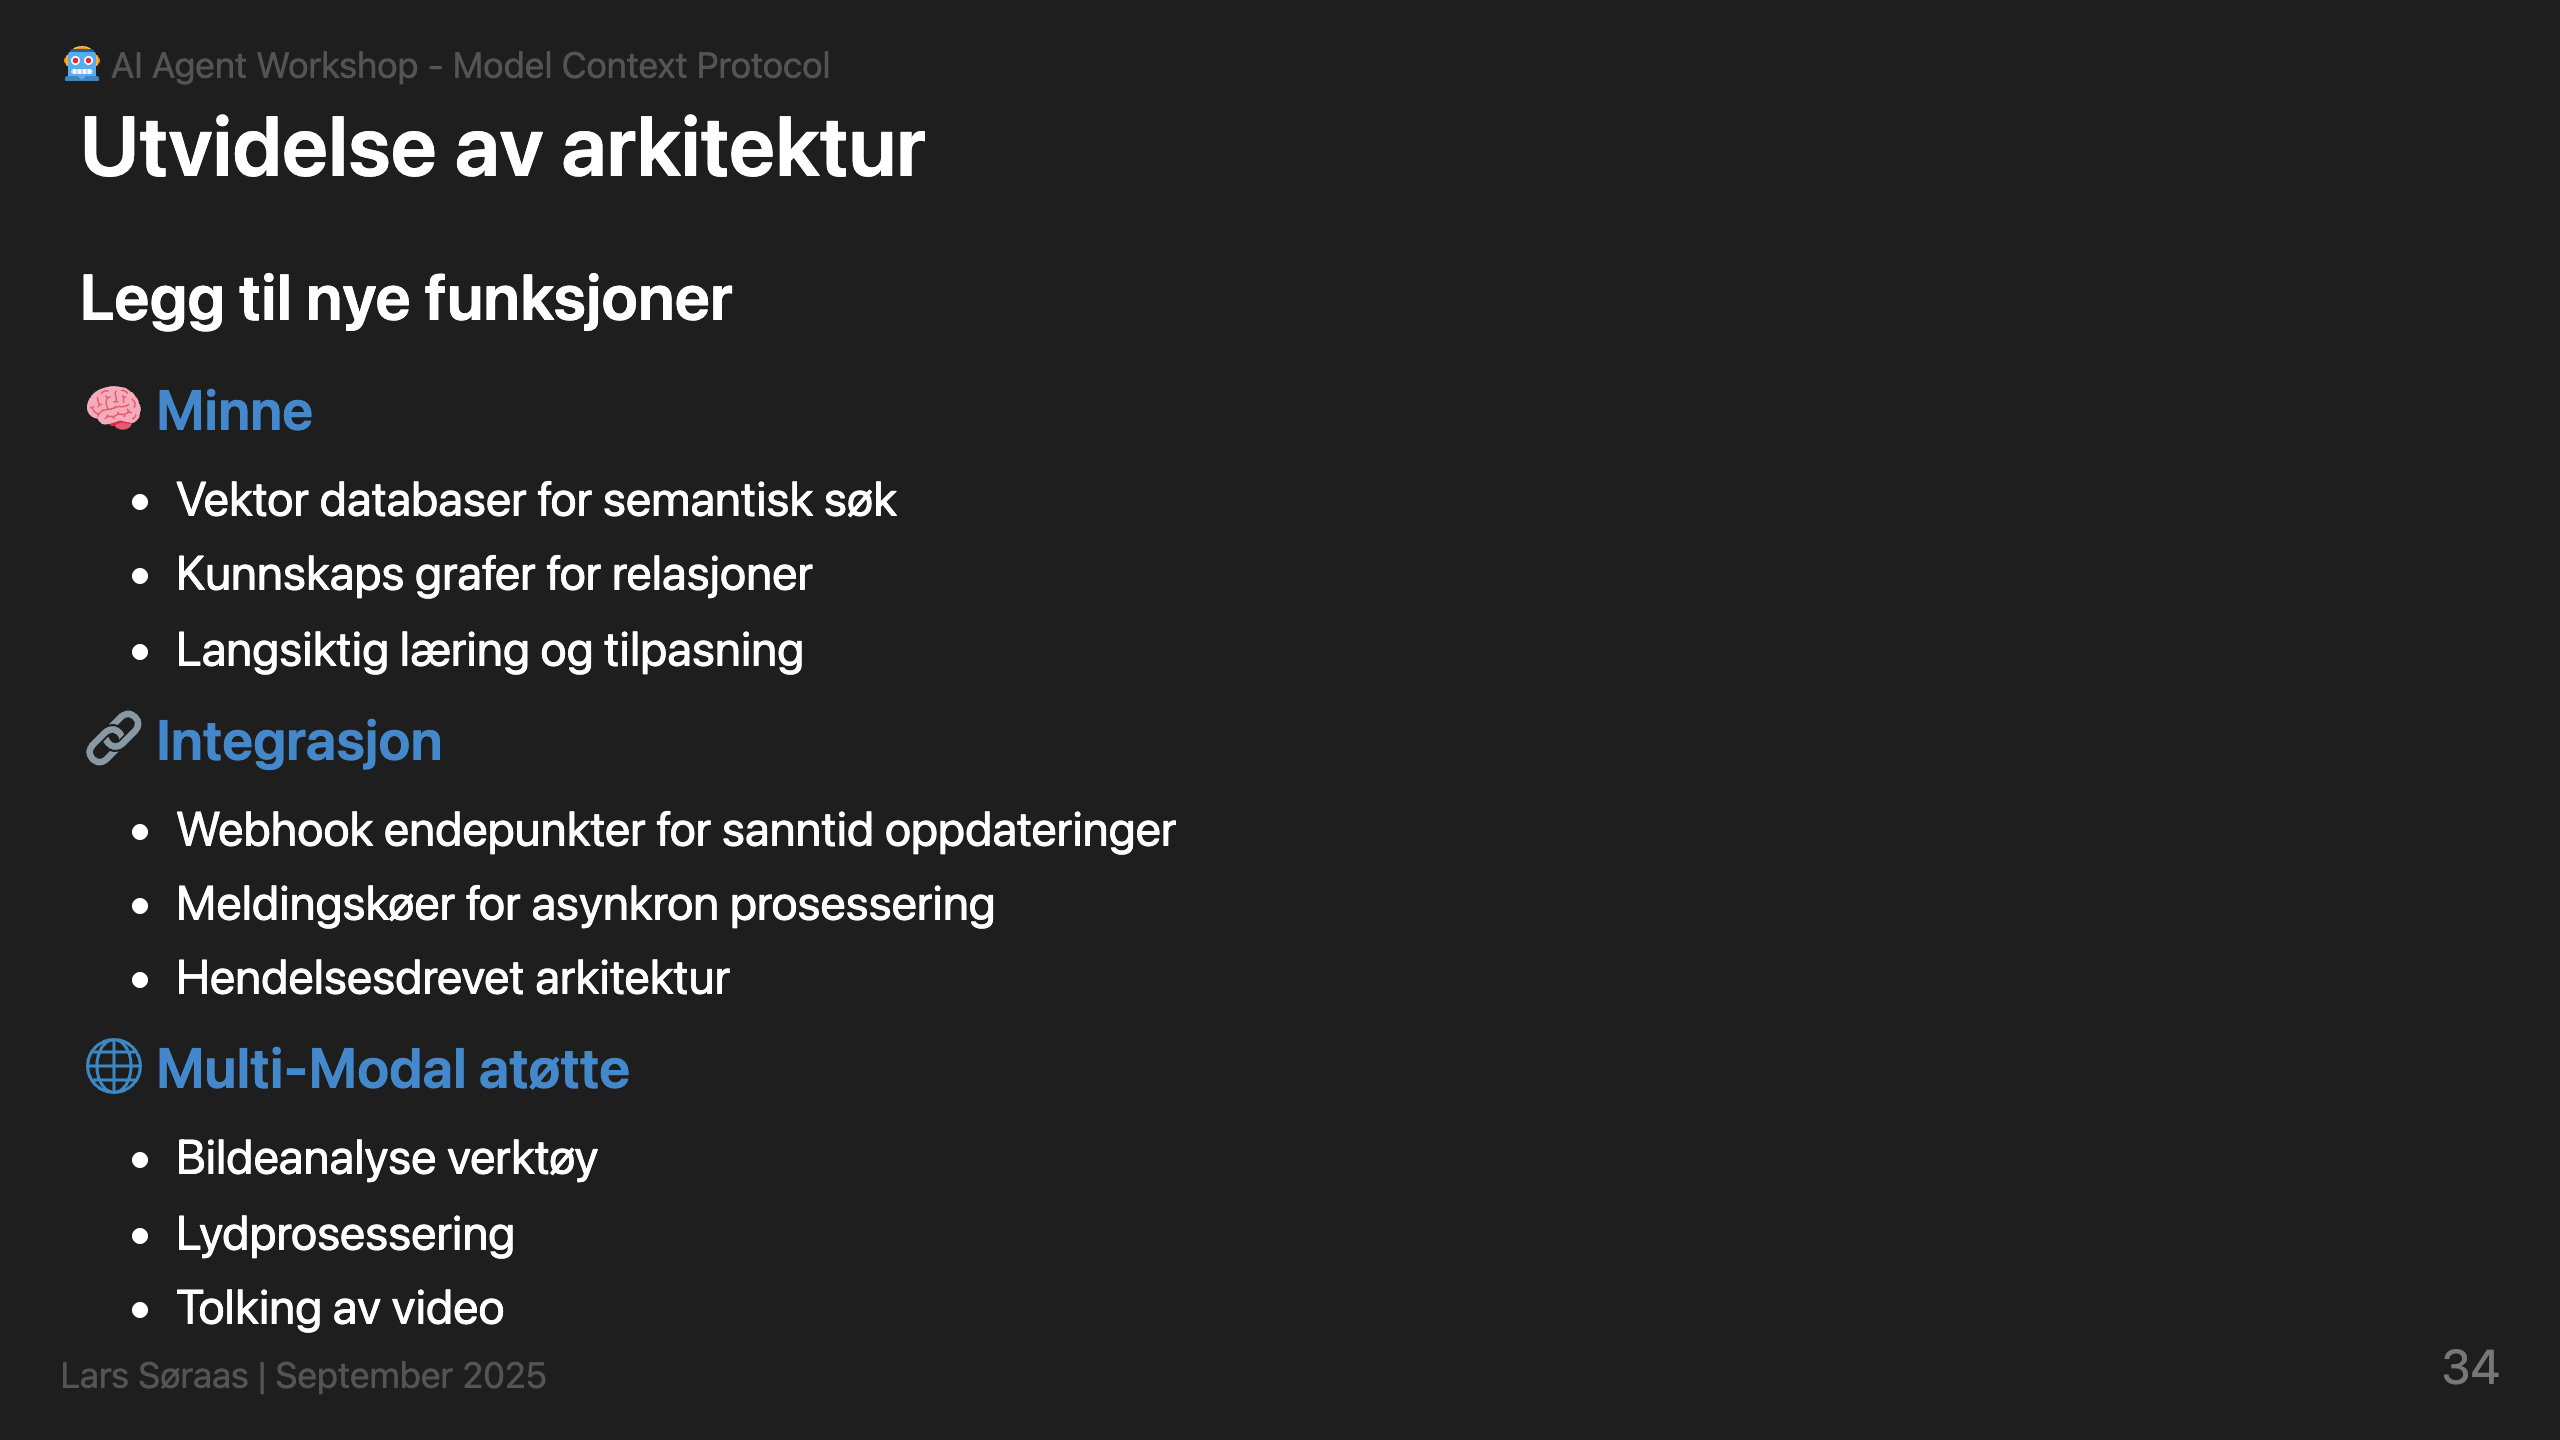 AI Agent Workshop - Model Context Protocol
Utvidelse av arkitektur
Legg til nye funksjoner
Minne
Vektor databaser for semantisk søk
Kunnskaps grafer for relasjoner
Langsiktig læring og tilpasning
Integrasjon
Webhook endepunkter for sanntid oppdateringer
Meldingskøer for asynkron prosessering
Hendelsesdrevet arkitektur
Multi-Modal atøtte
Bildeanalyse verktøy
Lydprosessering
Tolking av video
Lars Søraas | September 2025
34